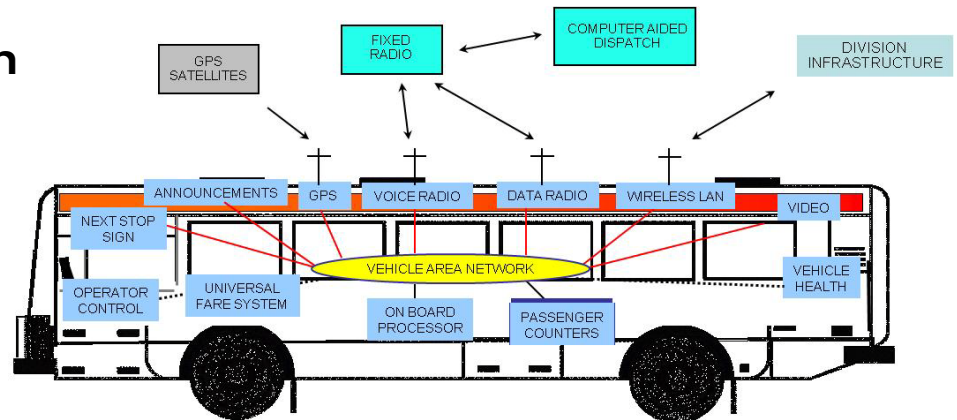 n
GPS
SATELLITES
FIXED
RADIO
COMPUTER AIDED
DISPATCH
DIVISION
INFRASTRUCTURE
ANNOUNCEMENTS
GPS
VOICE RADIO
DATA RADIO
WIRELESS LAN
VIDEO
NEXT STOP
SIGN
VEHICLE AREA NETWORK
OPERATOR
CONTROL
UNIVERSAL
FARE SYSTEM
ON BOARD
PROCESSOR
PASSENGER
COUNTERS
VEHICLE
HEALTH